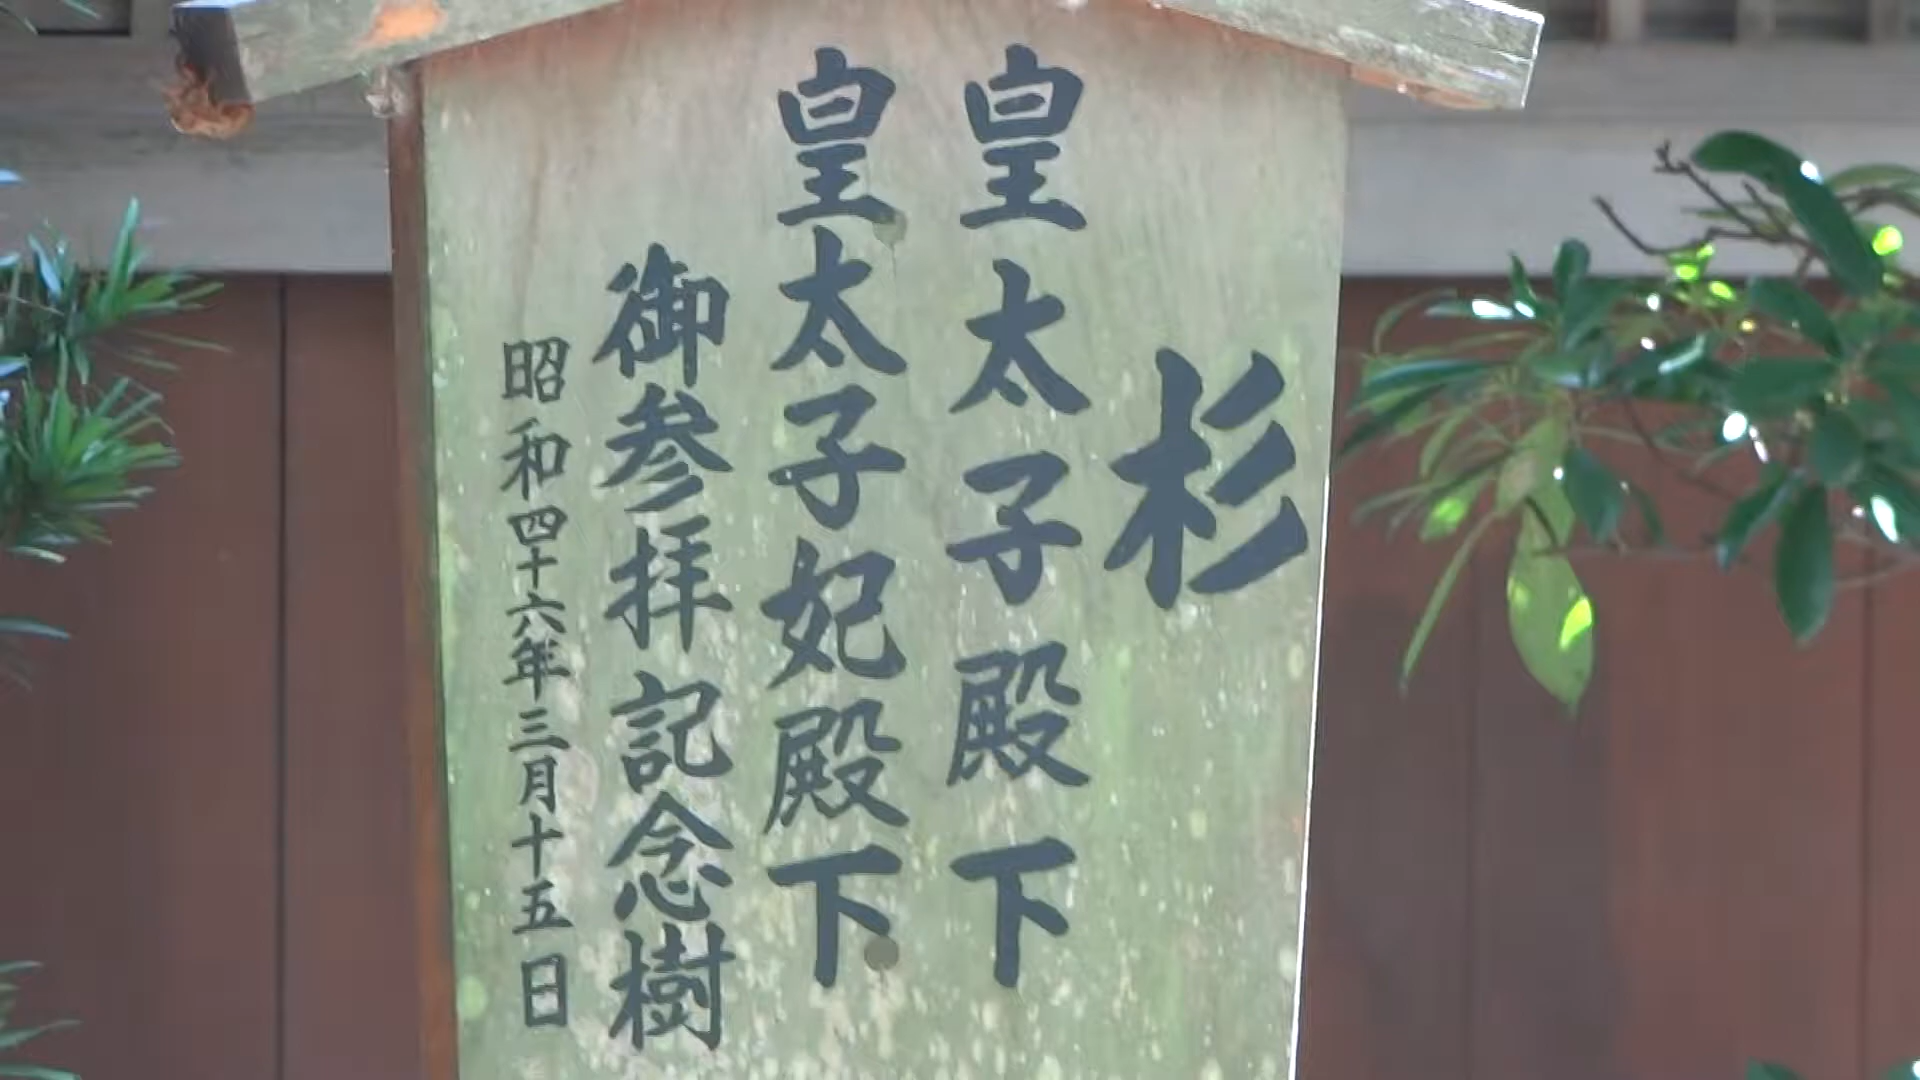 杉
皇太子殿下
皇太子妃殿下
御参拝記念樹
昭和四十六年三月十五日